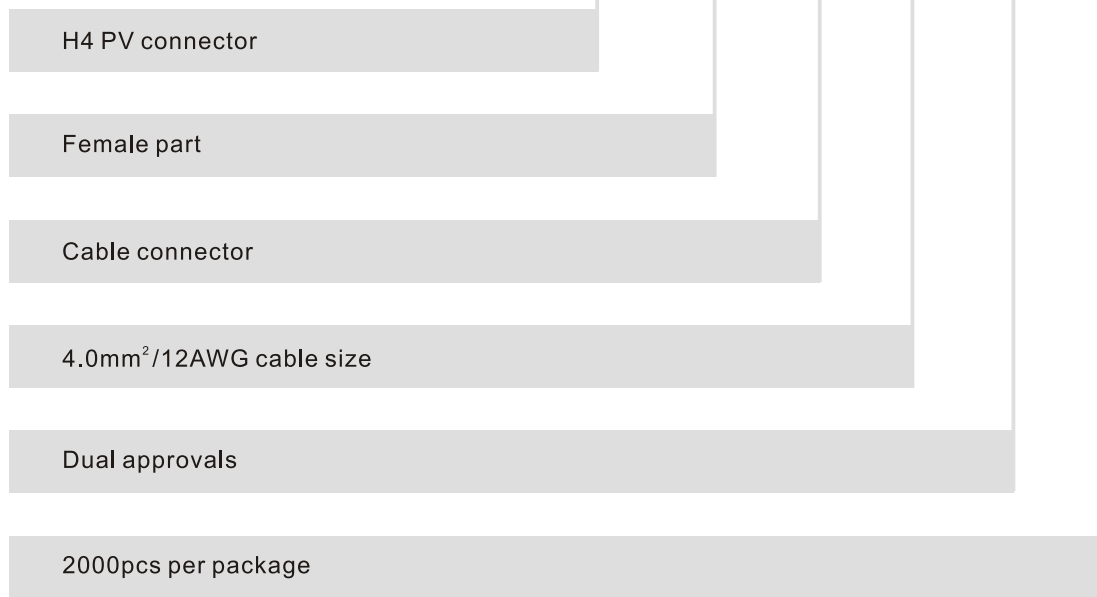 H4 PV connector
Female part
Cable connector
4.0mm²/12AWG cable size
Dual approvals
2000pcs per package